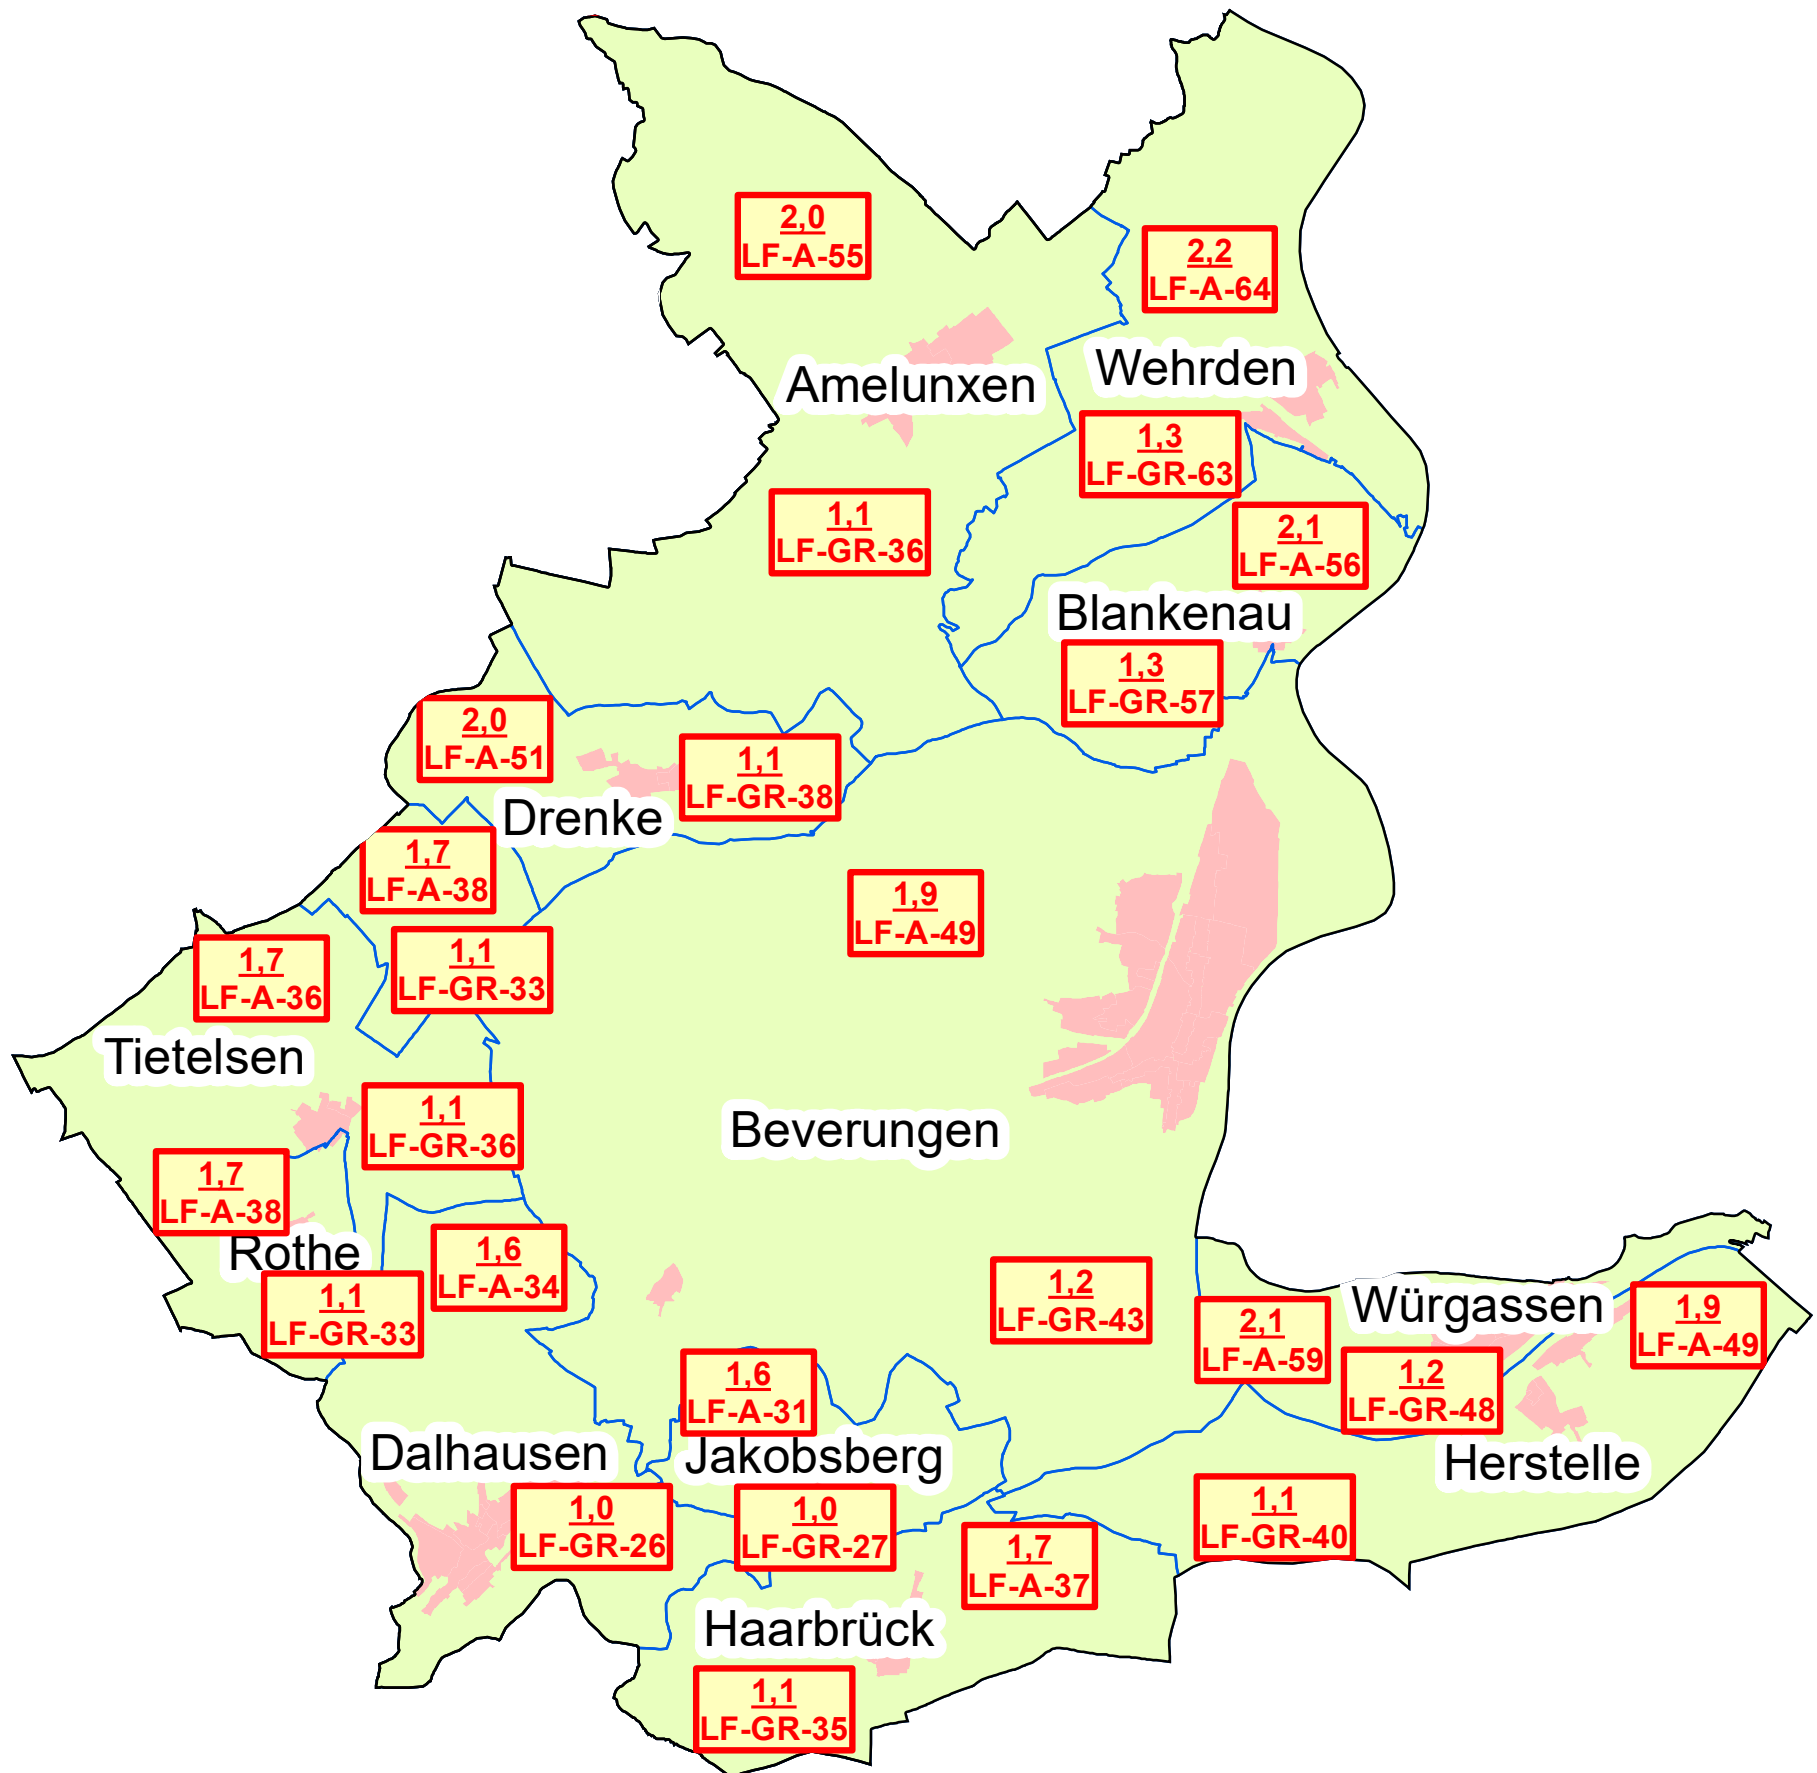 2,0
LF-A-55
2,2
LF-A-64
Amelunxen
Wehrden
1,3
LF-GR-63
1,1
LF-GR-36
2,1
LF-A-56
Blankenau
1,3
LF-GR-57
2,0
LF-A-51
1,1
LF-GR-38
Drenke
1,7
LF-A-38
1,9
LF-A-49
1,7
LF-A-36
1,1
LF-GR-33
Tietelsen
1,1
LF-GR-36
Beverungen
1,7
LF-A-38
Rothe
1,6
LF-A-34
1,1
LF-GR-33
1,2
LF-GR-43
2,1
LF-A-59
Würgassen
1,9
LF-A-49
1,6
LF-A-31
1,2
LF-GR-48
Dalhausen
Jakobsberg
Herstelle
1,0
LF-GR-26
1,0
LF-GR-27
1,1
LF-GR-40
1,7
LF-A-37
Haarbrück
1,1
LF-GR-35